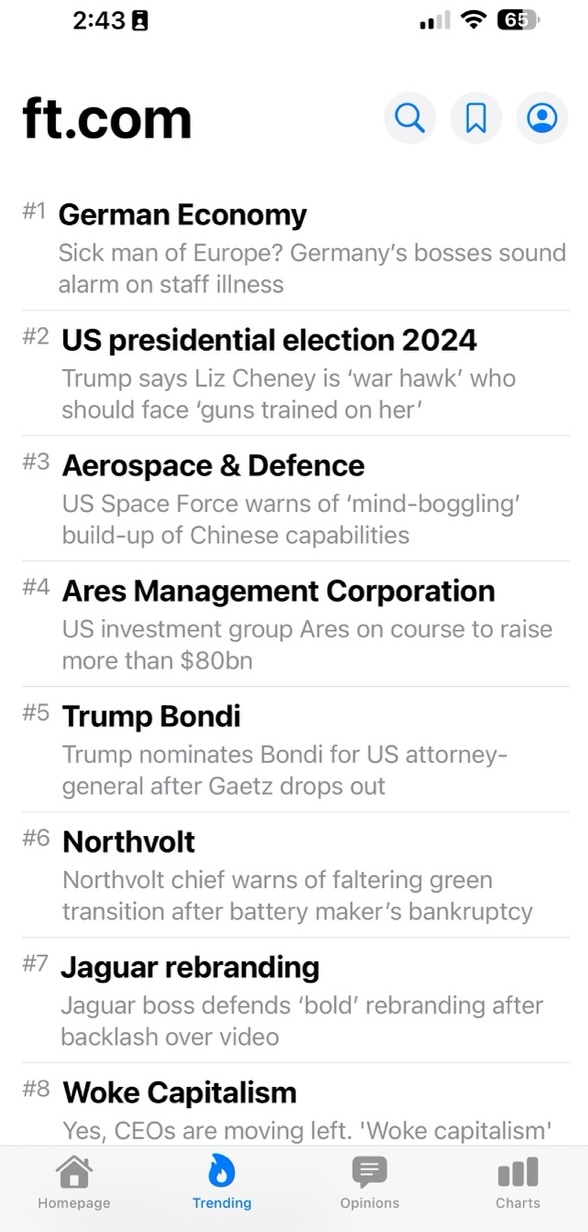 2:43
65
ft.com
#1 German Economy
Sick man of Europe? Germany’s bosses sound
alarm on staff illness
#2 US presidential election 2024
Trump says Liz Cheney is ‘war hawk’ who
should face ‘guns trained on her’
#3 Aerospace & Defence
US Space Force warns of ‘mind-boggling’
build-up of Chinese capabilities
#4 Ares Management Corporation
US investment group Ares on course to raise
more than $80bn
#5 Trump Bondi
Trump nominates Bondi for US attorney-
general after Gaetz drops out
#6 Northvolt
Northvolt chief warns of faltering green
transition after battery maker’s bankruptcy
#7 Jaguar rebranding
Jaguar boss defends ‘bold’ rebranding after
backlash over video
#8 Woke Capitalism
Yes, CEOs are moving left. 'Woke capitalism'
Homepage Trending Opinions Charts